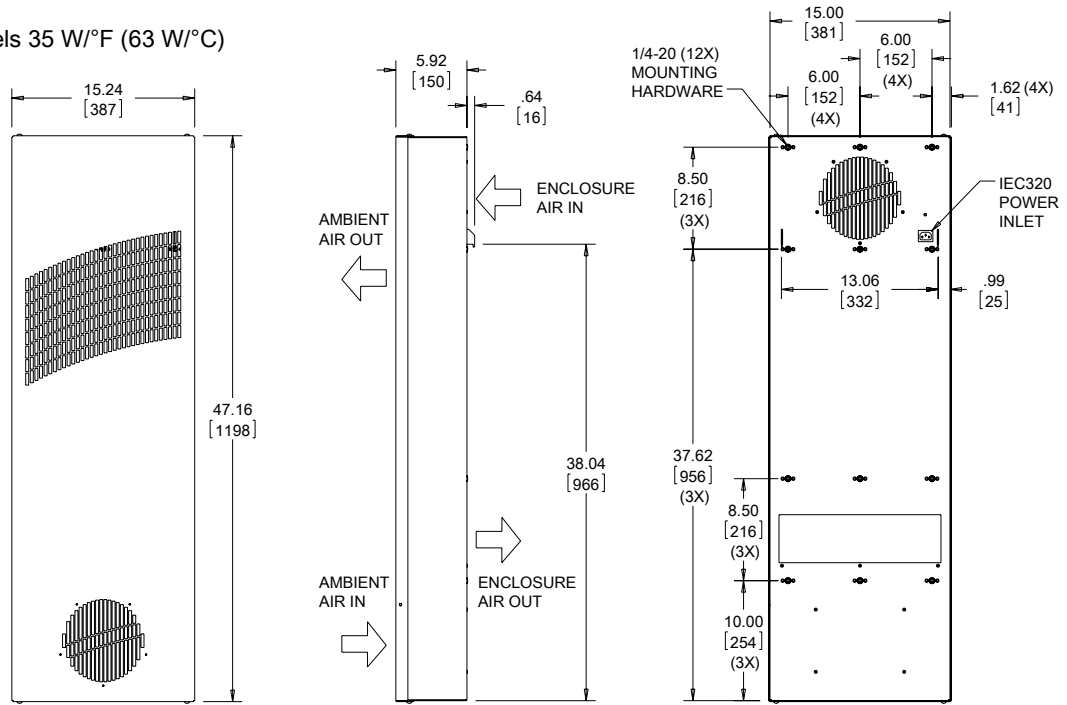 els 35 W/°F (63 W/°C)
15.24
[387]
47.16
[1198]
5.92
[150]
.64
[16]
ENCLOSURE
AIR IN
AMBIENT
AIR OUT
38.04
[966]
AMBIENT
AIR IN
ENCLOSURE
AIR OUT
15.00
[381]
6.00
[152]
(4X)
1/4-20 (12X)
MOUNTING
HARDWARE
6.00
[152]
(4X)
1.62 (4X)
[41]
8.50
[216]
(3X)
IEC320
POWER
INLET
13.06
[332]
.99
[25]
37.62
[956]
(3X)
8.50
[216]
(3X)
10.00
[254]
(3X)